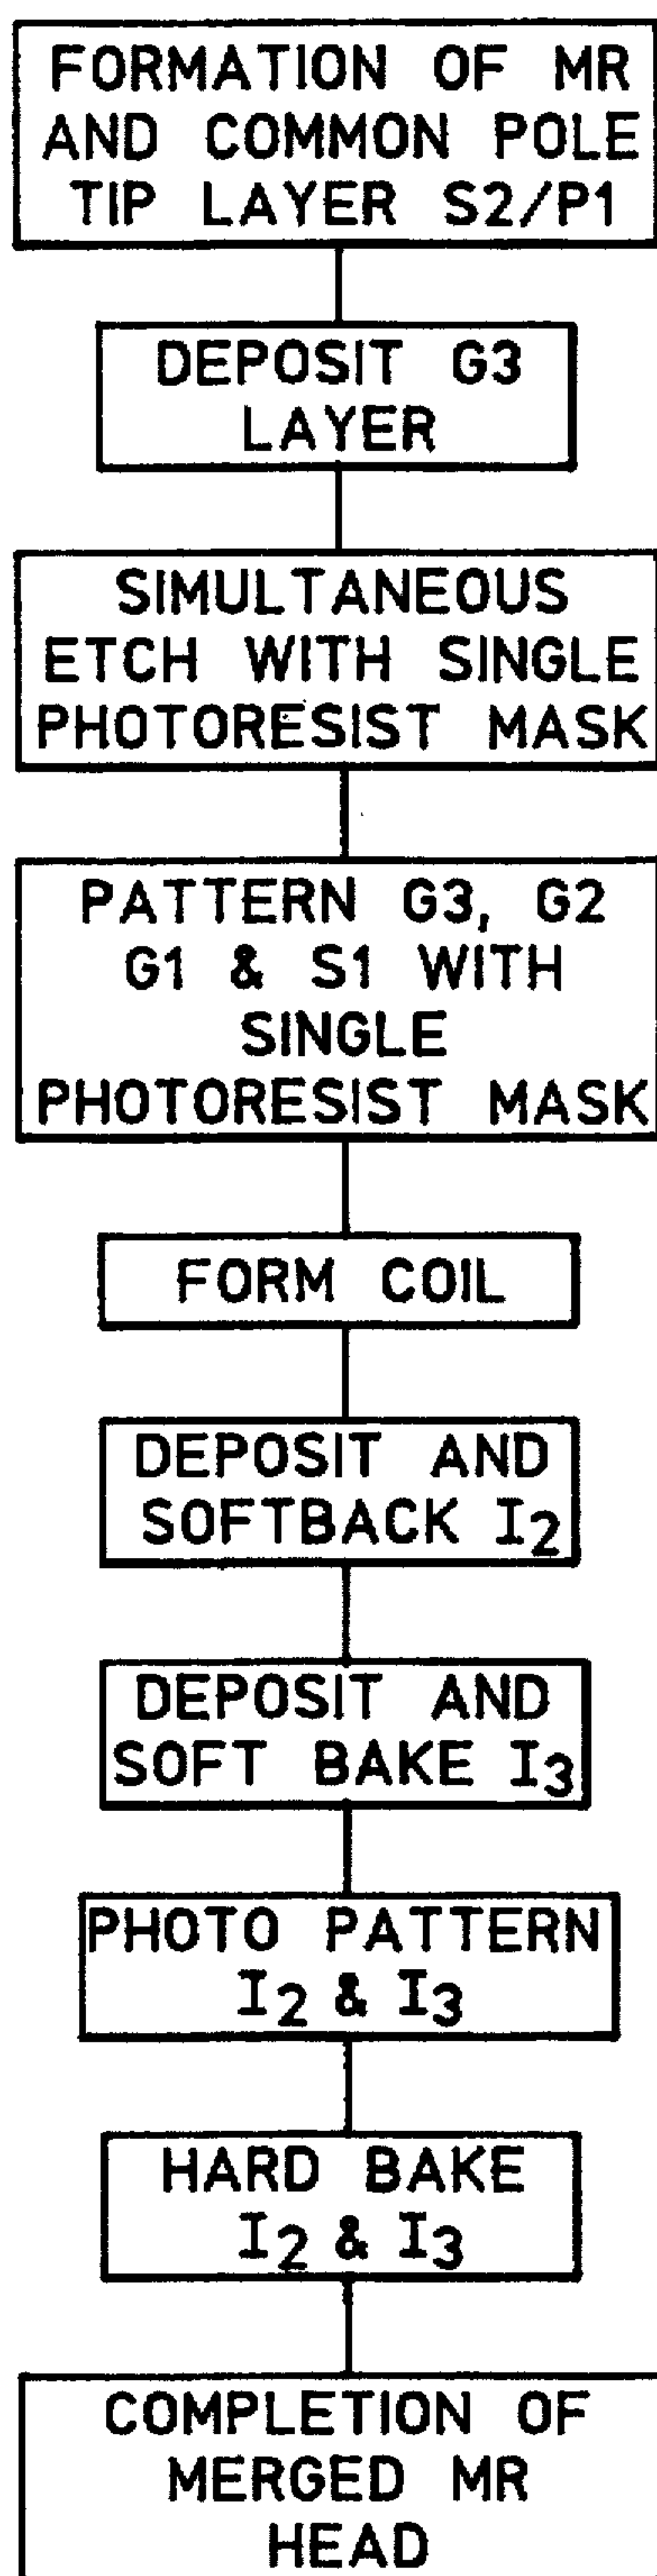 FORMATION OF MR
AND COMMON POLE
TIP LAYER S2/P1
DEPOSIT G3
LAYER
SIMULTANEOUS
ETCH WITH SINGLE
PHOTORESIST MASK
PATTERN G3, G2
G1 & S1 WITH
SINGLE
PHOTORESIST MASK
FORM COIL
DEPOSIT AND
SOFTBACK I2
DEPOSIT AND
SOFT BAKE I3
PHOTO PATTERN
I2 & I3
HARD BAKE
I2 & I3
COMPLETION OF
MERGED MR
HEAD